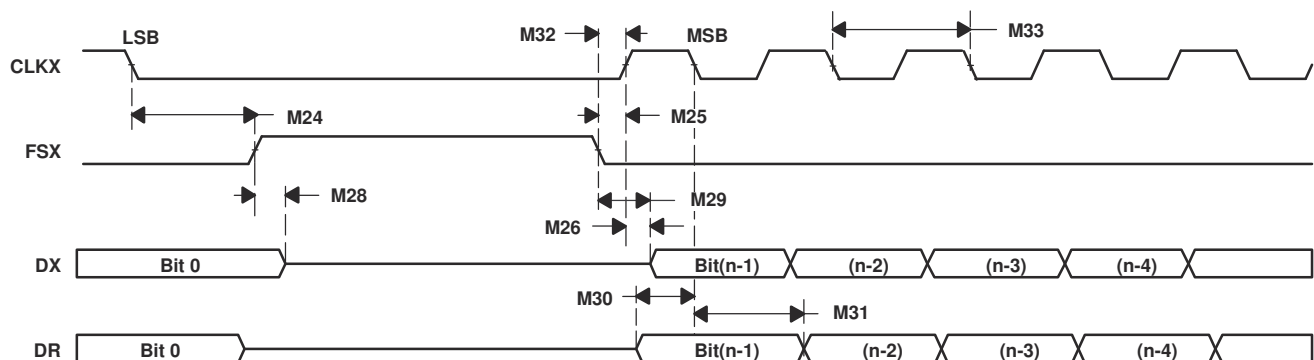 LSB
M32
MSB
M33
CLKX
M24
M25
FSX
M28
M29
M26
DX
Bit 0
Bit(n-1)
(n-2)
(n-3)
(n-4)
M30
M31
DR
Bit 0
Bit(n-1)
(n-2)
(n-3)
(n-4)